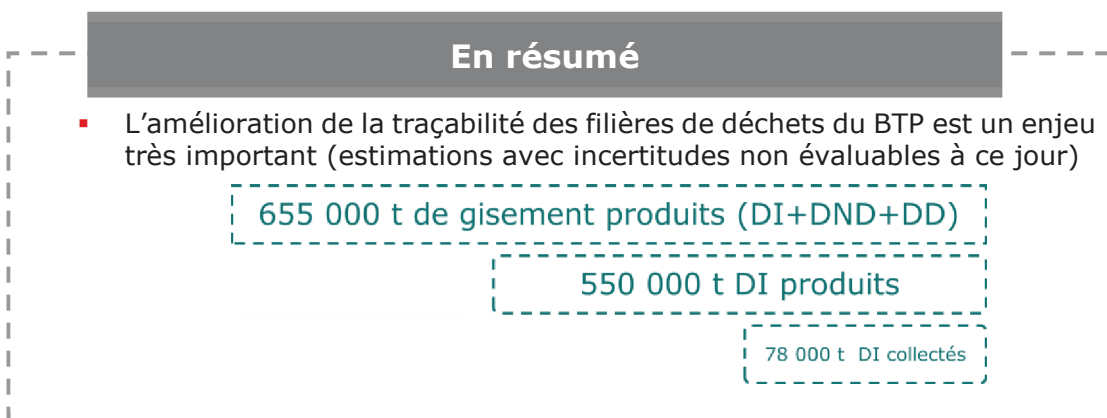 En résumé
▪ L’amélioration de la traçabilité des filières de déchets du BTP est un enjeu
très important (estimations avec incertitudes non évaluables à ce jour)
655 000 t de gisement produits (DI+DND+DD)
550 000 t DI produits
78 000 t DI collectés